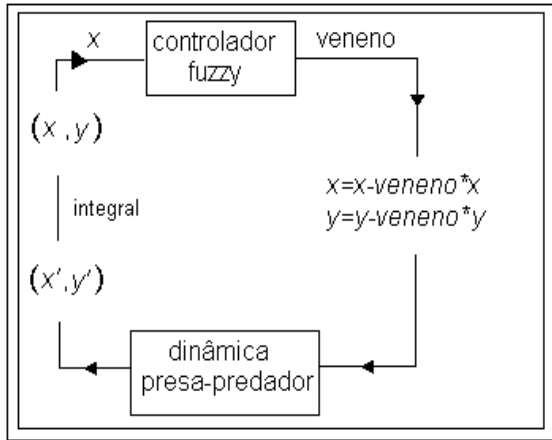 x
controlador
fuzzy
veneno
(x ,y)
x=x-veneno*x
y=y-veneno*y
integral
(x′,y′)
dinâmica
presa-predador